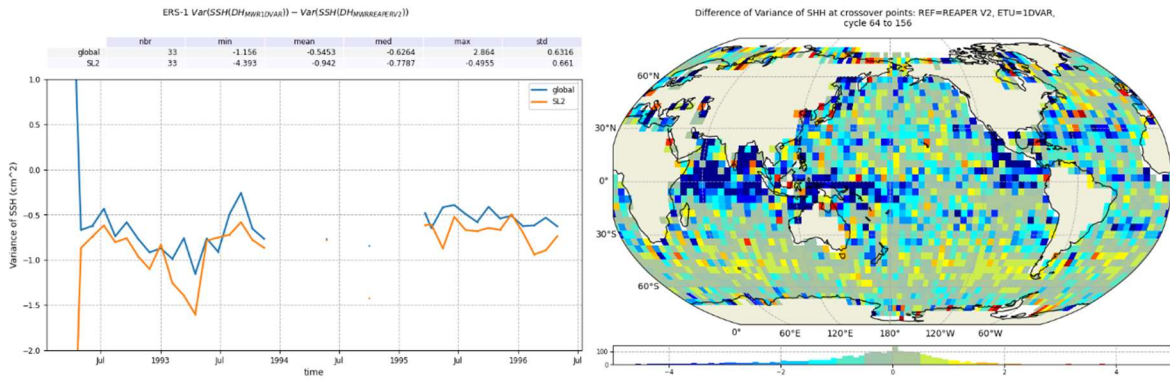 ERS-1 Var(SSH(DH_MWR1DVAR)) − Var(SSH(DH_MWRREAPERV2))
nbr min mean med max std
global 33 -1.156 -0.5453 -0.6264 2.864 0.6316
SL2 33 -4.393 -0.942 -0.7787 -0.4955 0.661
global
SL2
Variance of SSH (cm^2)
1.0
0.5
0.0
−0.5
−1.0
−1.5
−2.0
Jul 1993 Jul 1994 Jul 1995 Jul 1996 Jul
time
Difference of Variance of SHH at crossover points: REF=REAPER V2, ETU=1DVAR,
cycle 64 to 156
60°N
30°N
0°
30°S
60°S
0° 60°E 120°E 180° 120°W 60°W
100
0
−4 −2 0 2 4